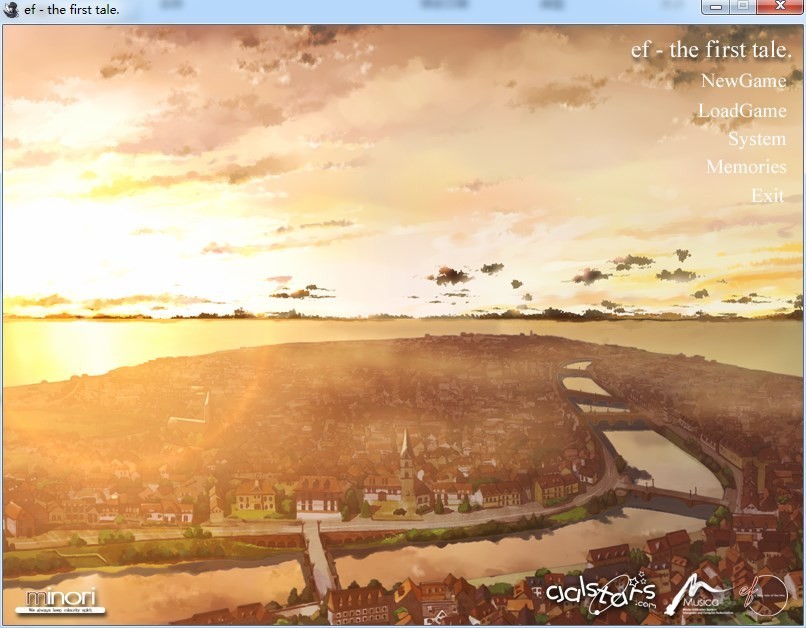 ef - the first tale.
ef - the first tale.
NewGame
LoadGame
System
Memories
Exit
minori
We always keep minority spirit.
galstars
.com
Musica
ef